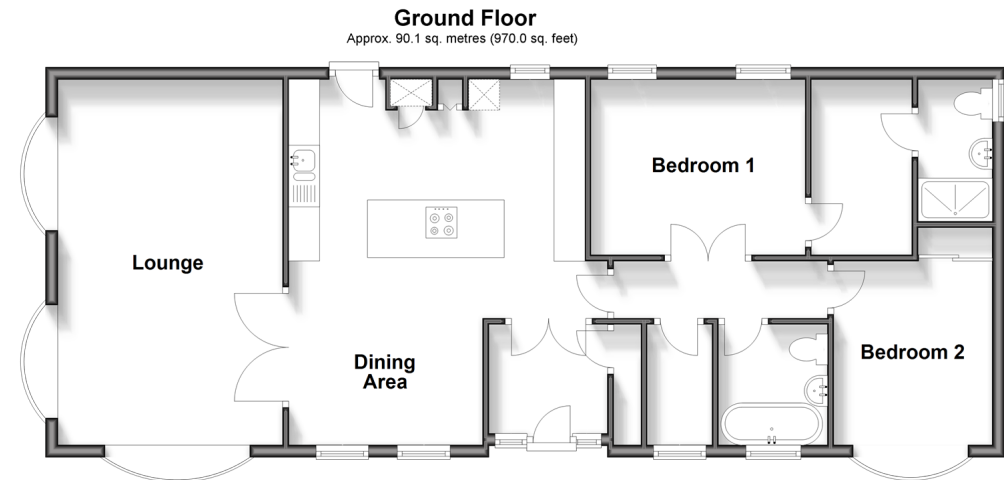 Ground Floor
Approx. 90.1 sq. metres (970.0 sq. feet)
Bedroom 1
Lounge
Dining
Area
Bedroom 2